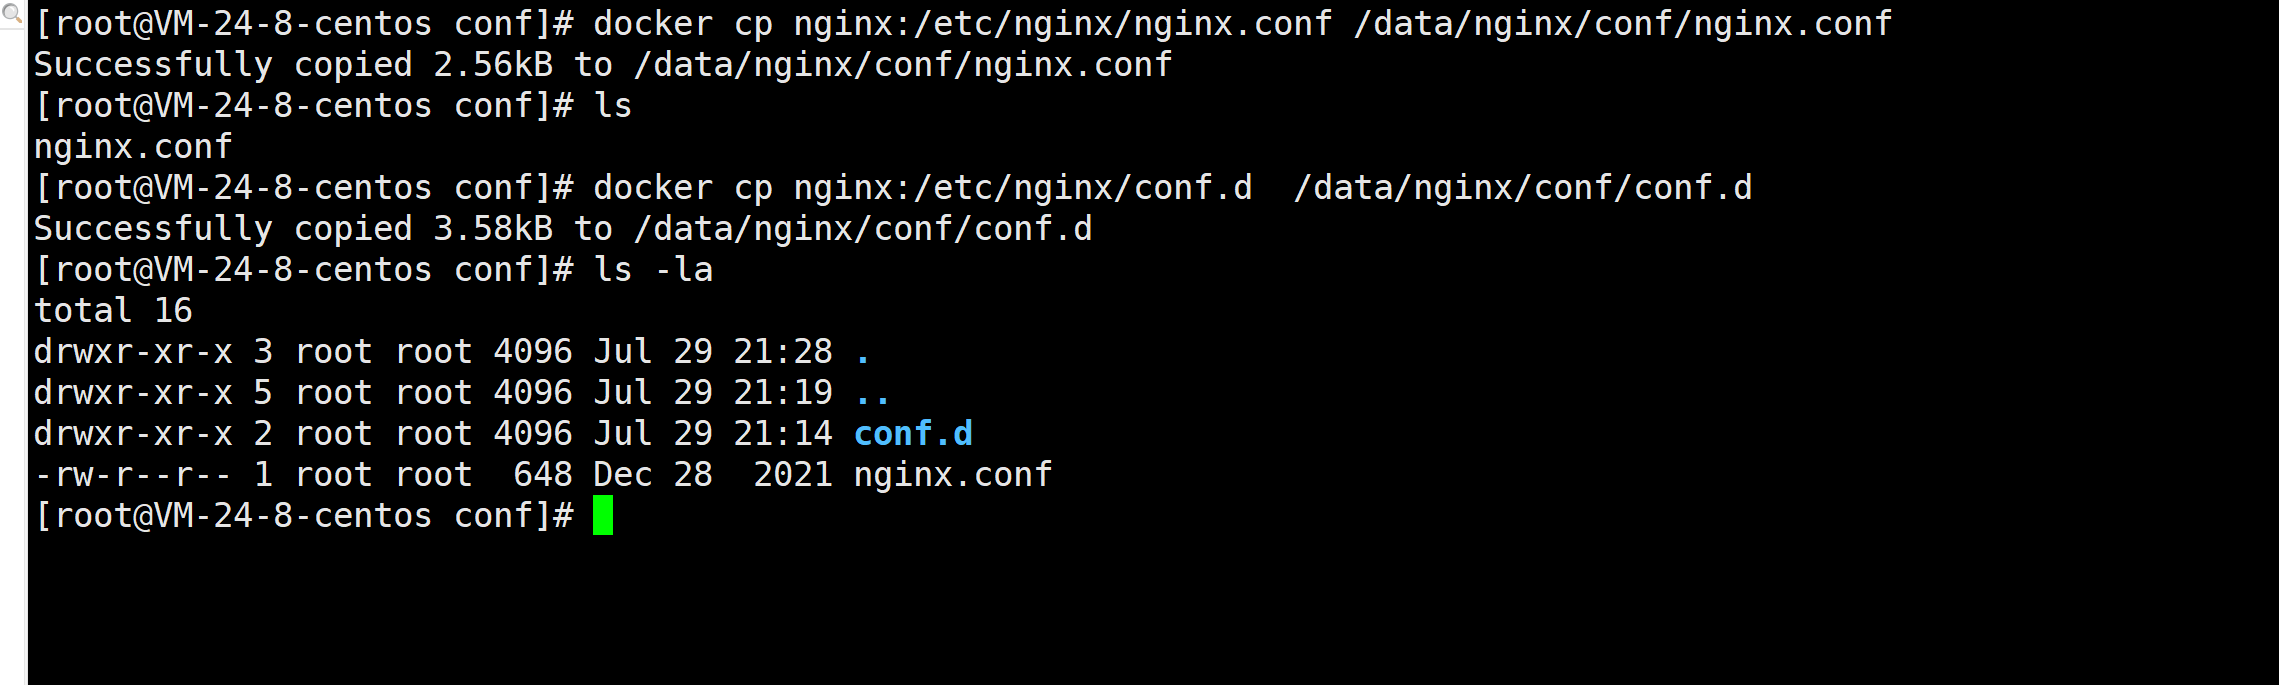 [root@VM-24-8-centos conf]# docker cp nginx:/etc/nginx/nginx.conf /data/nginx/conf/nginx.conf
Successfully copied 2.56kB to /data/nginx/conf/nginx.conf
[root@VM-24-8-centos conf]# ls
nginx.conf
[root@VM-24-8-centos conf]# docker cp nginx:/etc/nginx/conf.d  /data/nginx/conf/conf.d
Successfully copied 3.58kB to /data/nginx/conf/conf.d
[root@VM-24-8-centos conf]# ls -la
total 16
drwxr-xr-x 3 root root 4096 Jul 29 21:28 .
drwxr-xr-x 5 root root 4096 Jul 29 21:19 ..
drwxr-xr-x 2 root root 4096 Jul 29 21:14 conf.d
-rw-r--r-- 1 root root  648 Dec 28  2021 nginx.conf
[root@VM-24-8-centos conf]#